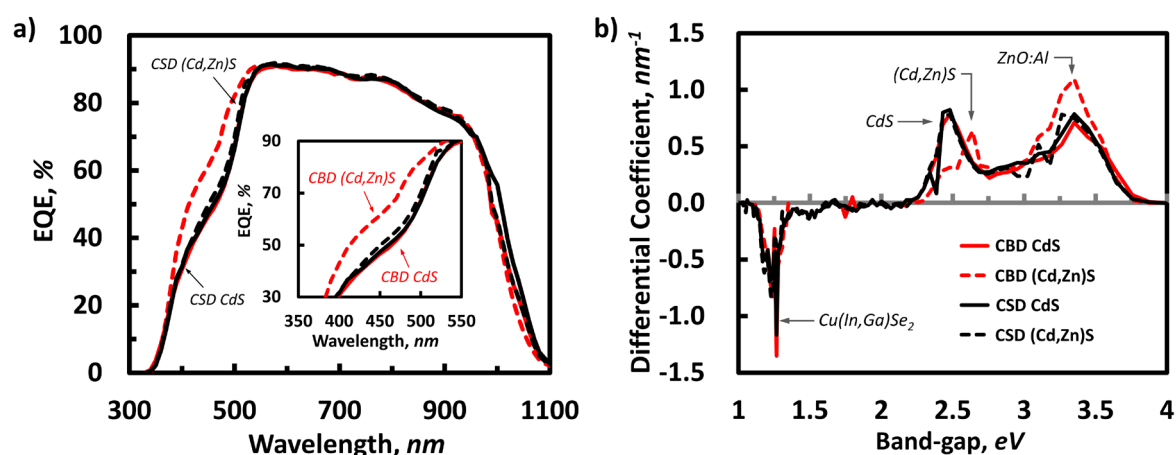 a)
EQE, %
100
80
60
40
20
0
300
500
700
900
1100
Wavelength, nm
CSD (Cd,Zn)S
CSD CdS
EQE, %
90
70
50
30
350
400
450
500
550
Wavelength, nm
CBD (Cd,Zn)S
CBD CdS
b)
Differential Coefficient, nm⁻¹
1.5
1.0
0.5
0.0
-0.5
-1.0
-1.5
1
1.5
2
2.5
3
3.5
4
Band-gap, eV
CdS
(Cd,Zn)S
ZnO:Al
Cu(In,Ga)Se₂
CBD CdS
CBD (Cd,Zn)S
CSD CdS
CSD (Cd,Zn)S